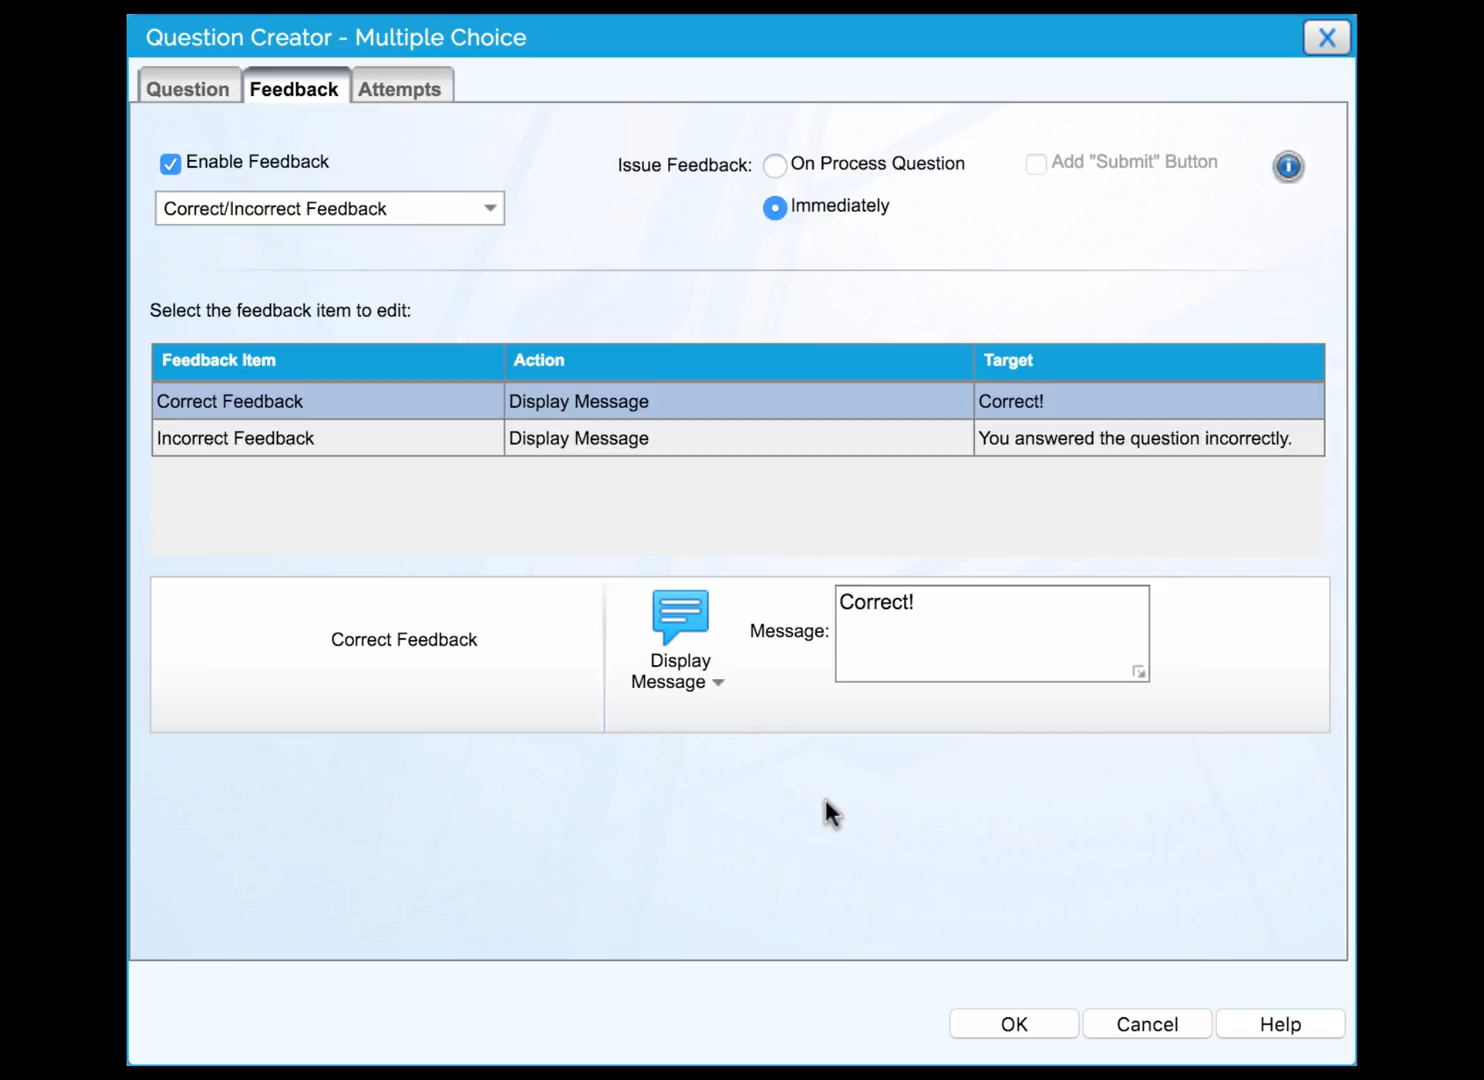 Question Creator - Multiple Choice
X
Question Feedback Attempts
Enable Feedback
Issue Feedback: On Process Question
Add "Submit" Button
Correct/Incorrect Feedback
Immediately
Select the feedback item to edit:
Feedback Item Action Target
Correct Feedback Display Message Correct!
Incorrect Feedback Display Message You answered the question incorrectly.
Correct Feedback
Display
Message
Message:
Correct!
OK Cancel Help